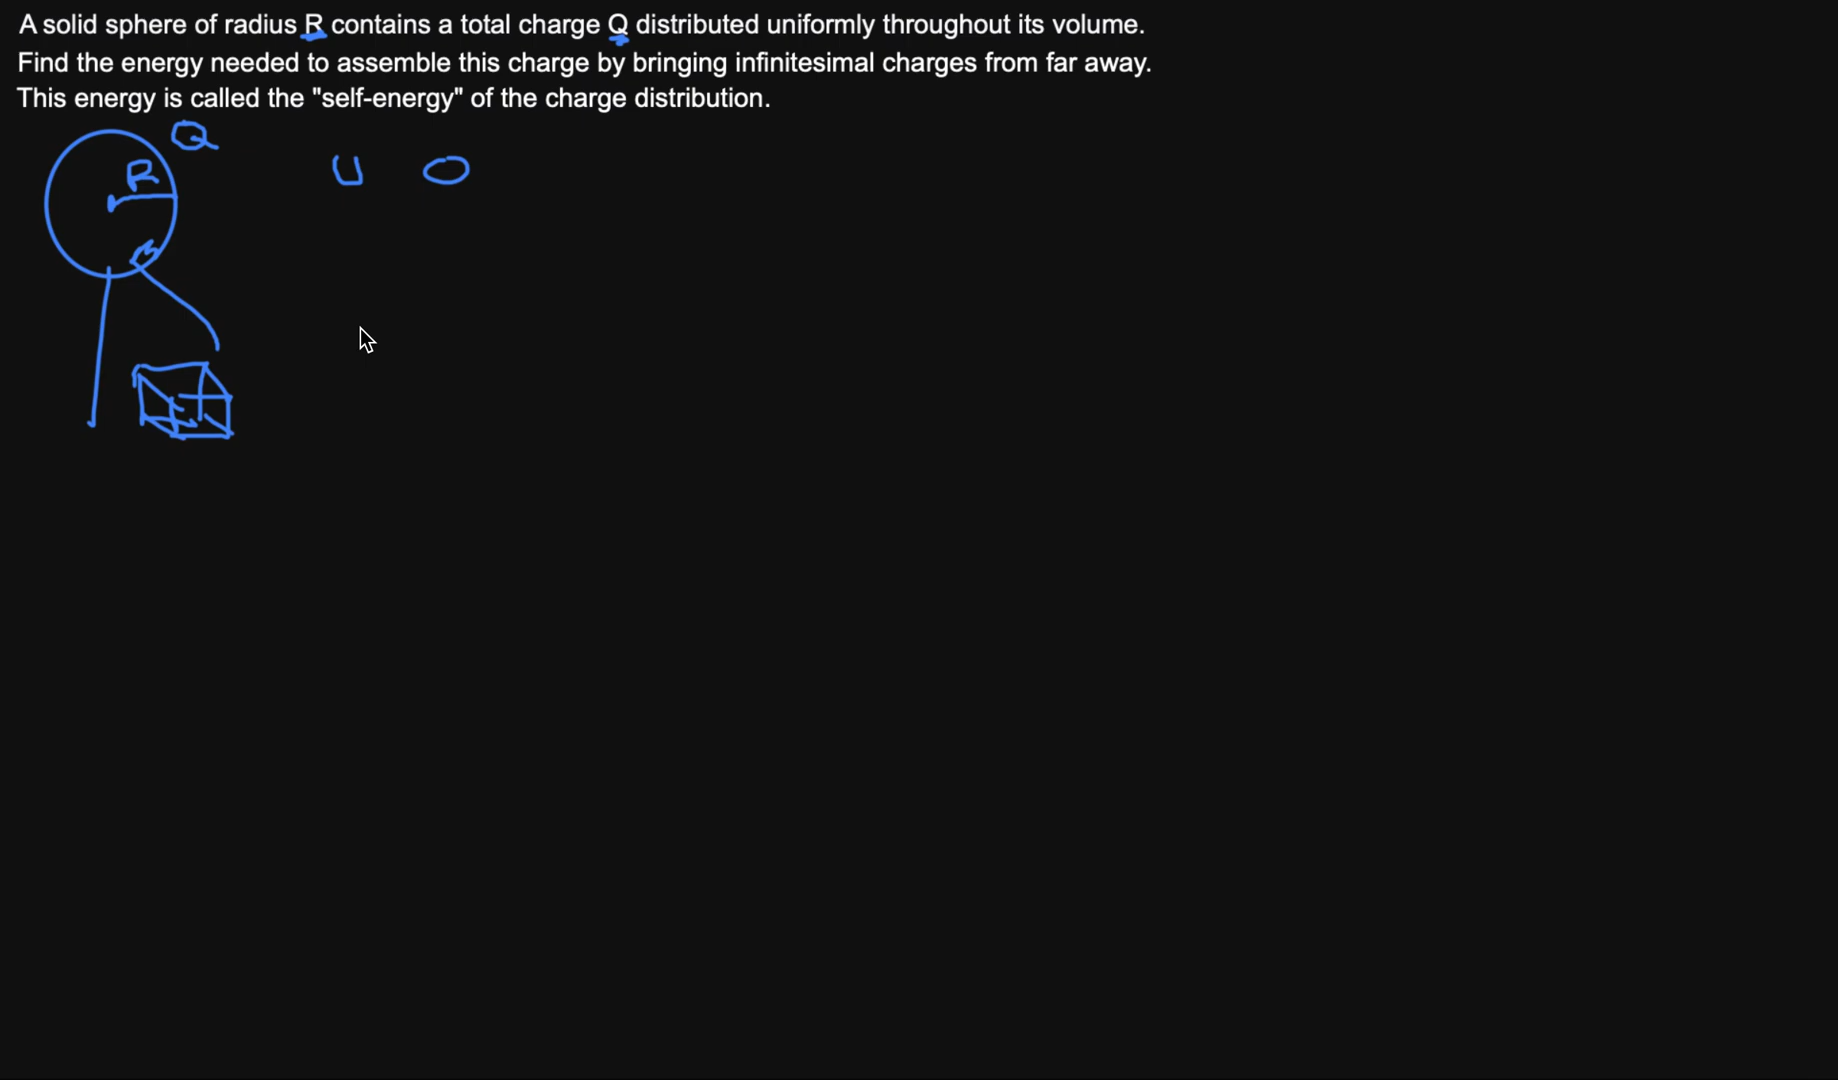 A solid sphere of radius R contains a total charge Q distributed uniformly throughout its volume.
Find the energy needed to assemble this charge by bringing infinitesimal charges from far away.
This energy is called the "self-energy" of the charge distribution.
Q
R
U O